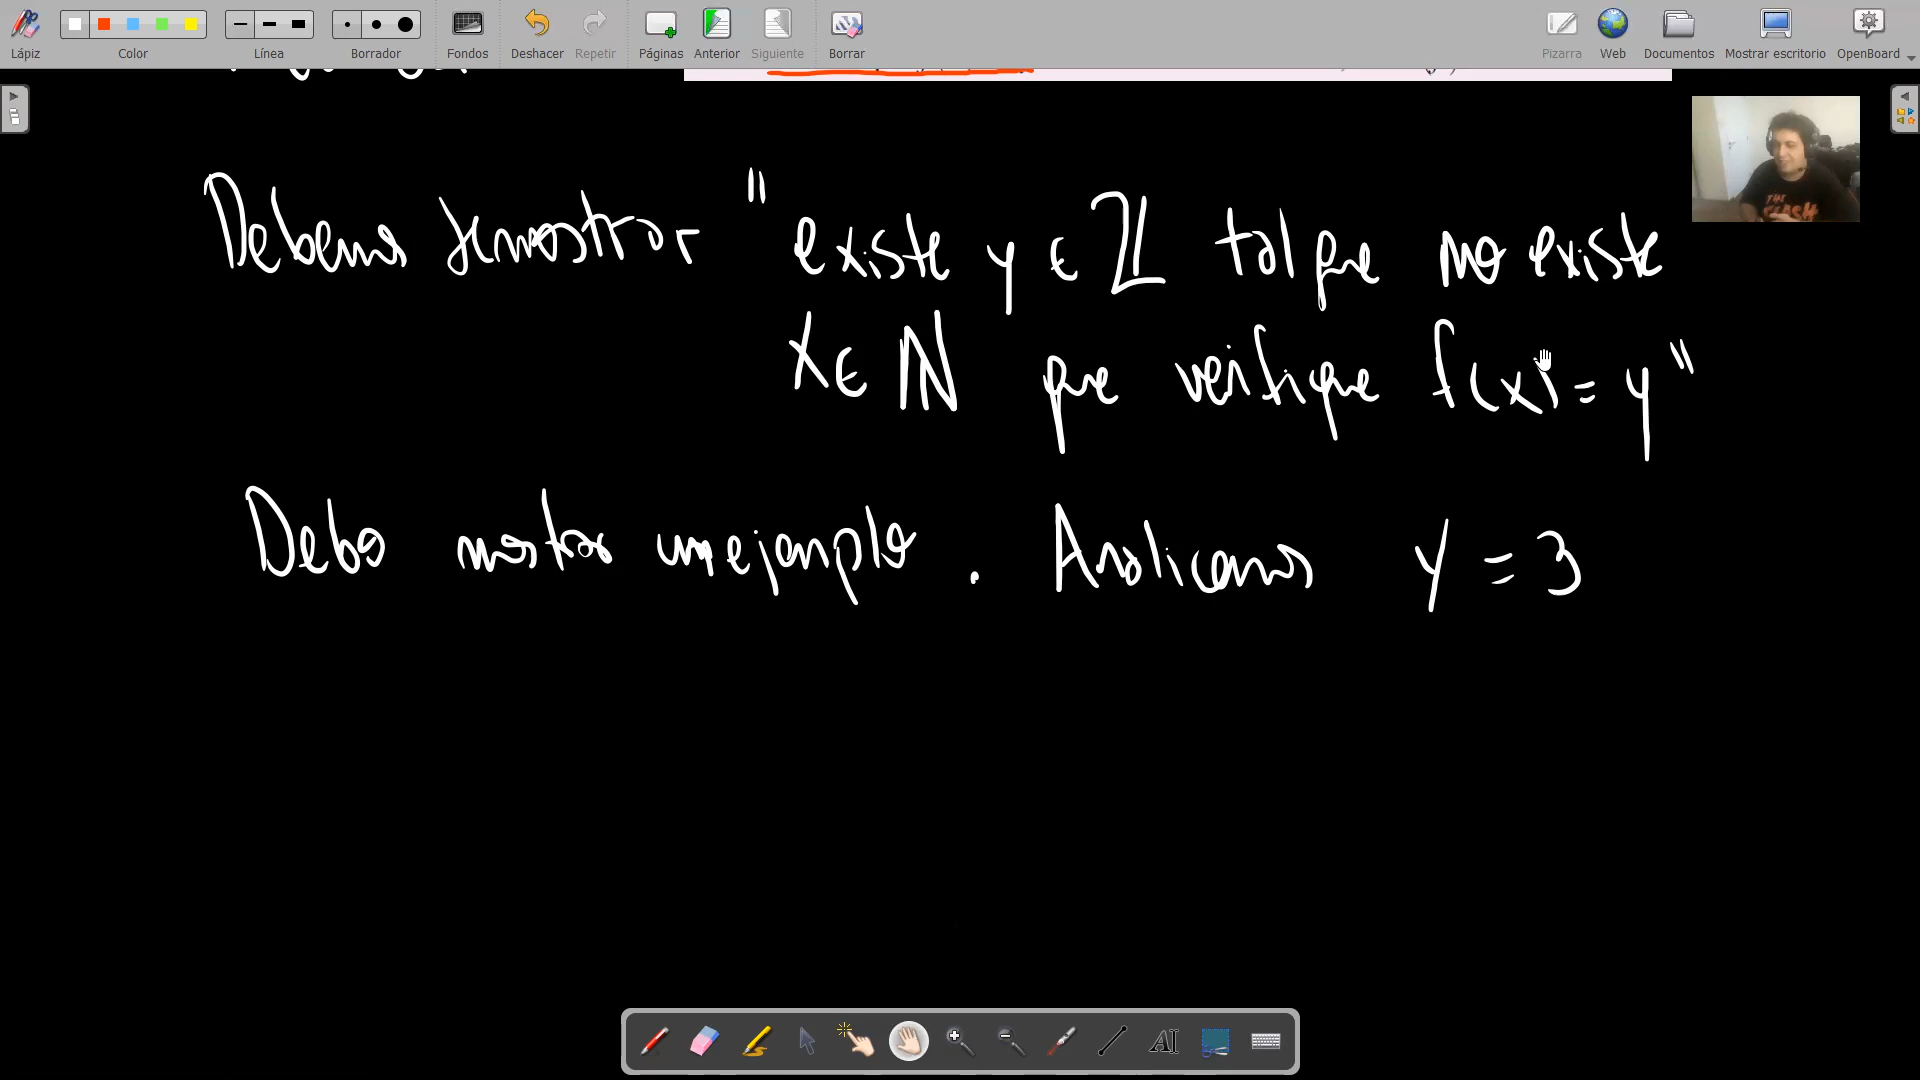 Lápiz Color Línea Borrador Fondos Deshacer Repetir Páginas Anterior Siguiente Borrar Pizarra Web Documentos Mostrar escritorio OpenBoard
Debemos demostrar "existe y ∈ ℤ tal que no existe
x ∈ ℕ que verifique f(x) = y"
Debo mostrar un ejemplo. Analicemos y = 3